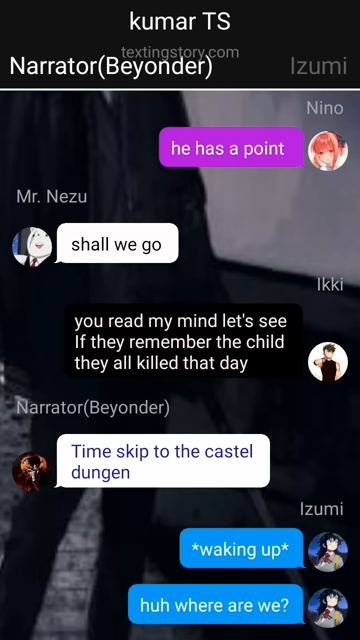 kumar TS
textingstory.com
Narrator(Beyonder) Izumi
Nino
he has a point
Mr. Nezu
shall we go
Ikki
you read my mind let's see
If they remember the child
they all killed that day
Narrator(Beyonder)
Time skip to the castel
dungen
Izumi
*waking up*
huh where are we?